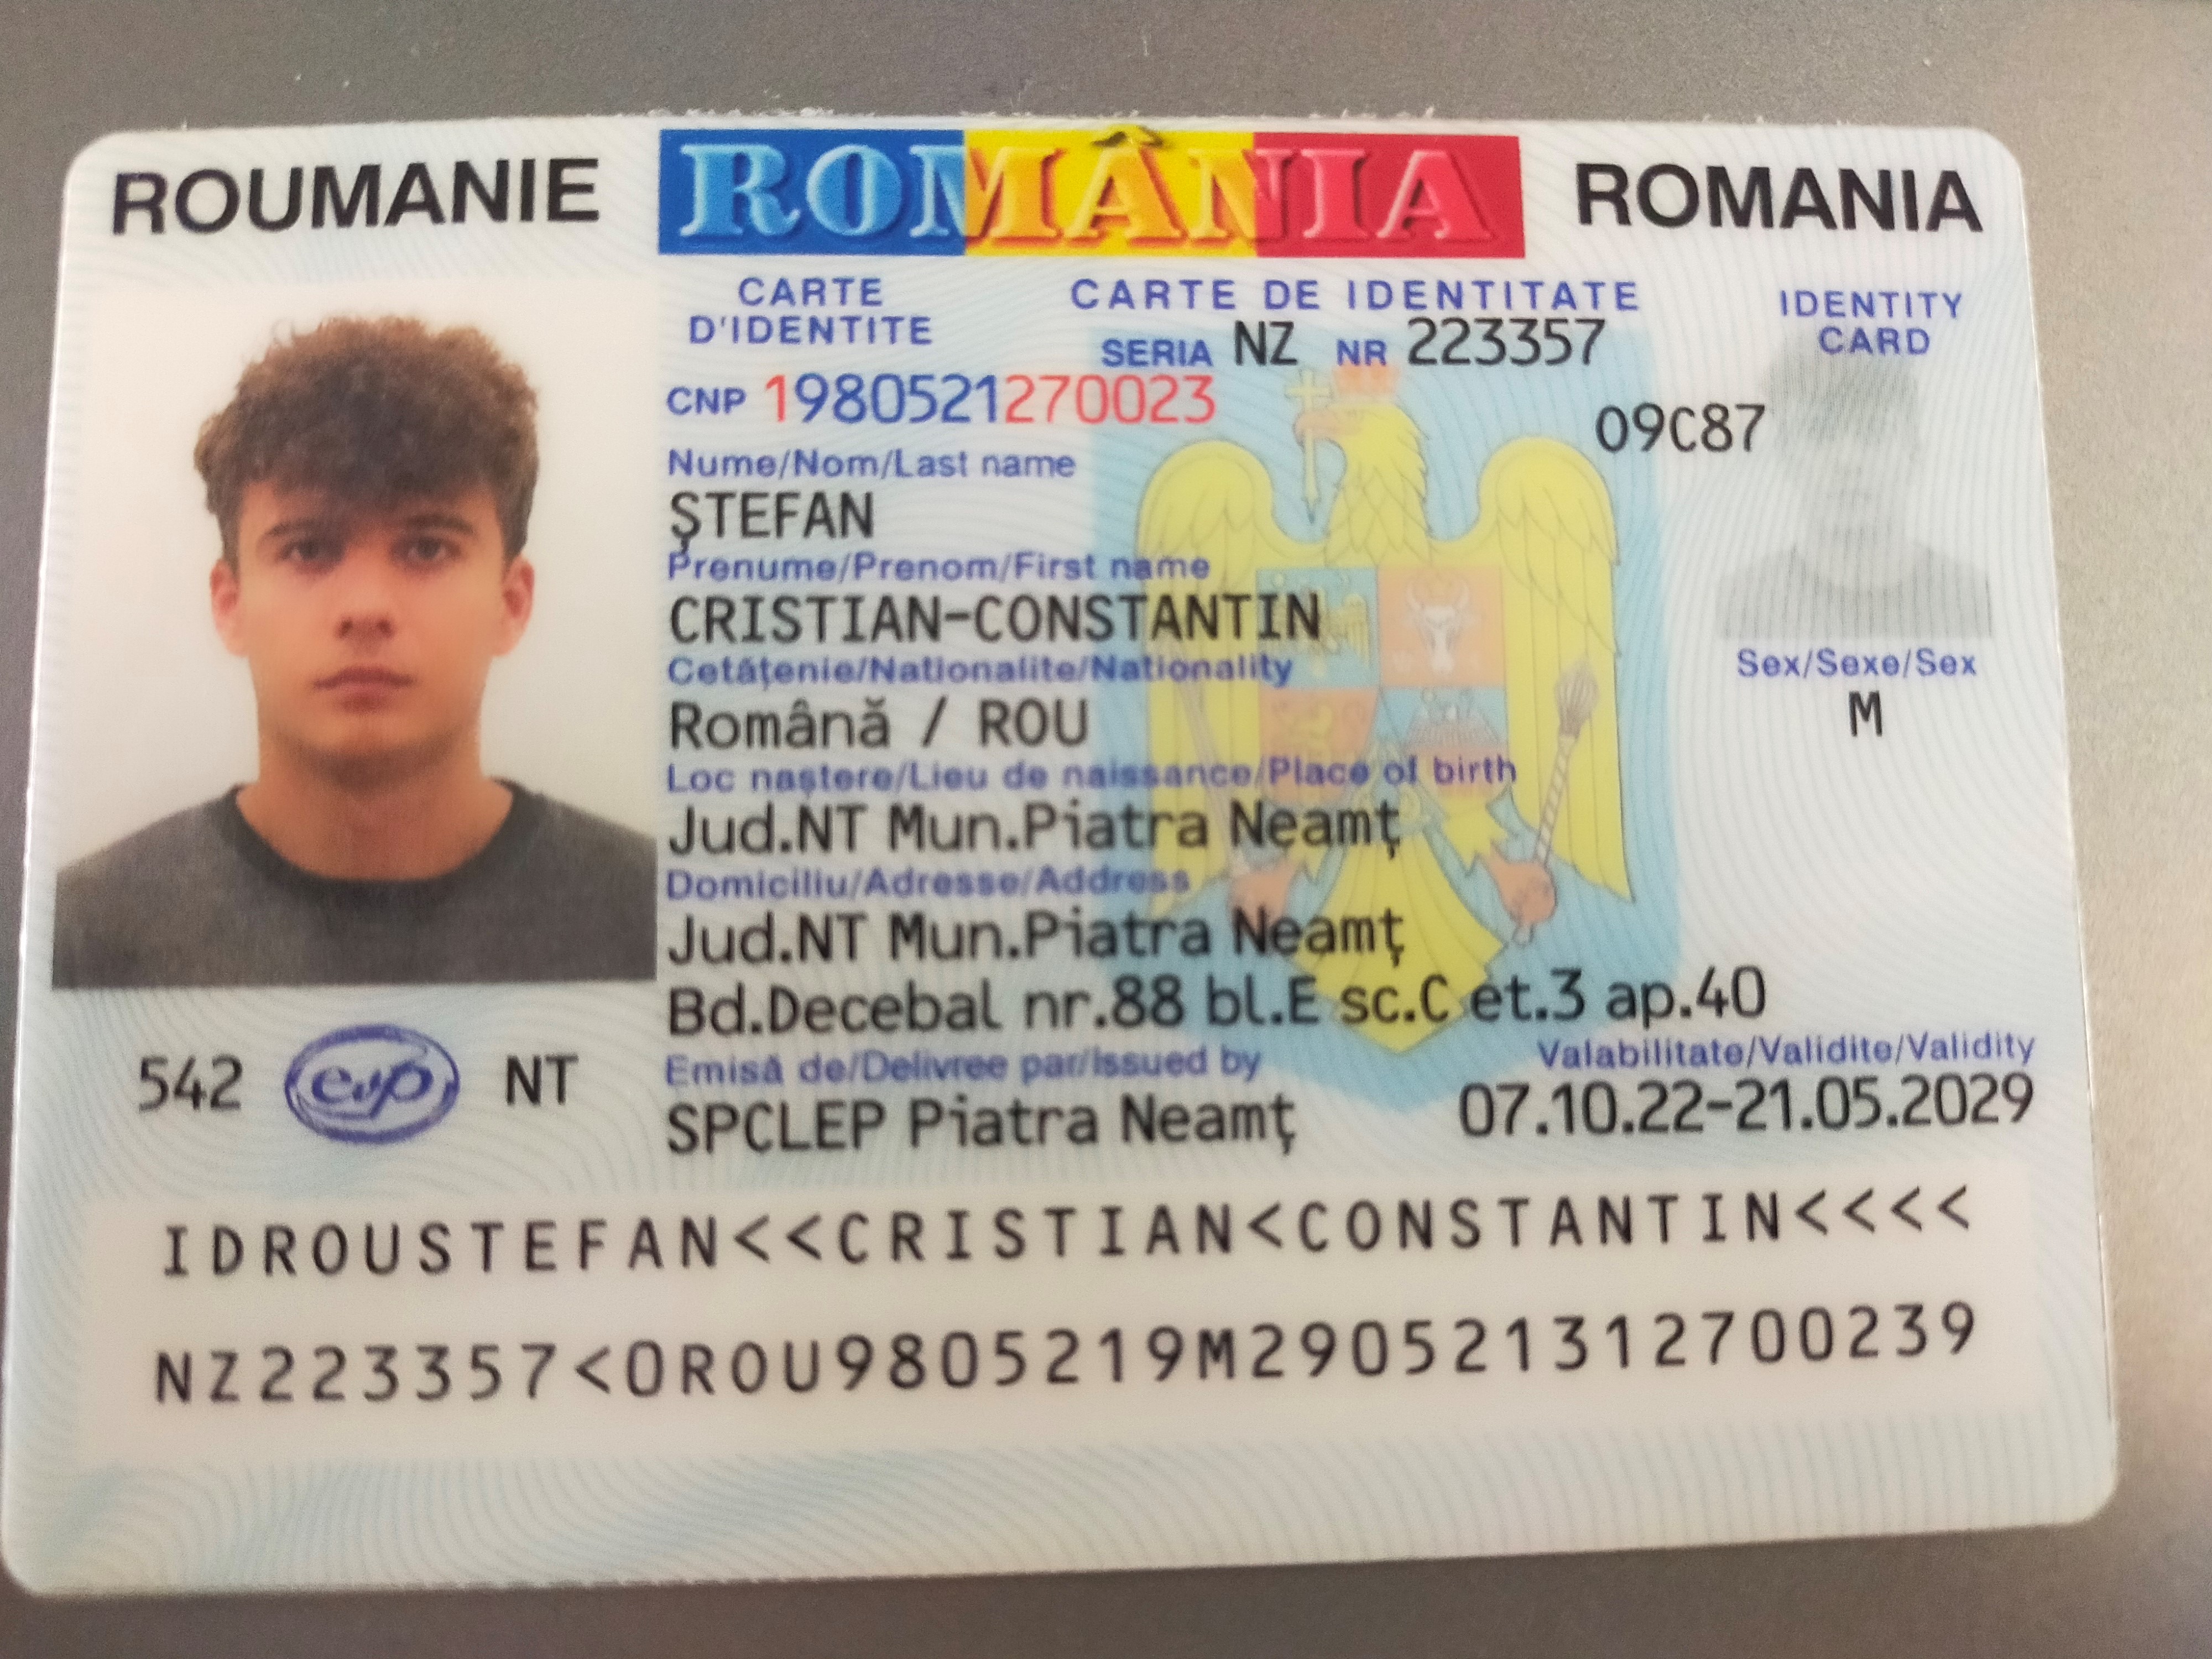 ROUMANIE ROMÂNIA ROMANIA
CARTE D'IDENTITE
CARTE DE IDENTITATE
IDENTITY CARD
SERIA NZ NR 223357
CNP 1980521270023
09C87
Nume/Nom/Last name
ŞTEFAN
Prenume/Prenom/First name
CRISTIAN-CONSTANTIN
Cetăţenie/Nationalite/Nationality
Română / ROU
Sex/Sexe/Sex
M
Loc naştere/Lieu de naissance/Place of birth
Jud.NT Mun.Piatra Neamţ
Domiciliu/Adresse/Address
Jud.NT Mun.Piatra Neamţ
Bd.Decebal nr.88 bl.E sc.C et.3 ap.40
Emisă de/Delivree par/Issued by
SPCLEP Piatra Neamţ
Valabilitate/Validite/Validity
07.10.22-21.05.2029
542 evp NT
IDROUSTEFAN<<CRISTIAN<CONSTANTIN<<<<
NZ223357<0ROU9805219M290521312700239